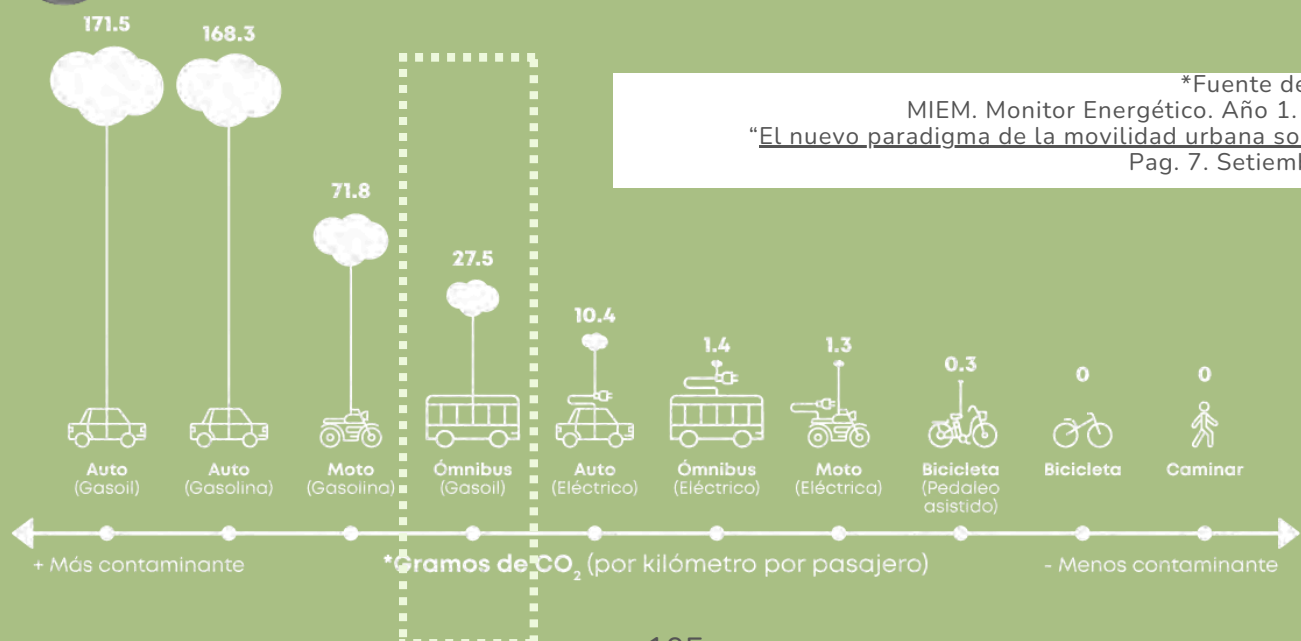 171.5
168.3
*Fuente de
MIEM. Monitor Energético. Año 1.
“El nuevo paradigma de la movilidad urbana so
Pag. 7. Setiem
71.8
27.5
10.4
1.4
1.3
0.3
0
0
Auto
(Gasoil)
Auto
(Gasolina)
Moto
(Gasolina)
Ómnibus
(Gasoil)
Auto
(Eléctrico)
Ómnibus
(Eléctrico)
Moto
(Eléctrica)
Bicicleta
(Pedaleo
asistido)
Bicicleta
Caminar
+ Más contaminante
*Gramos de CO₂ (por kilómetro por pasajero)
- Menos contaminante